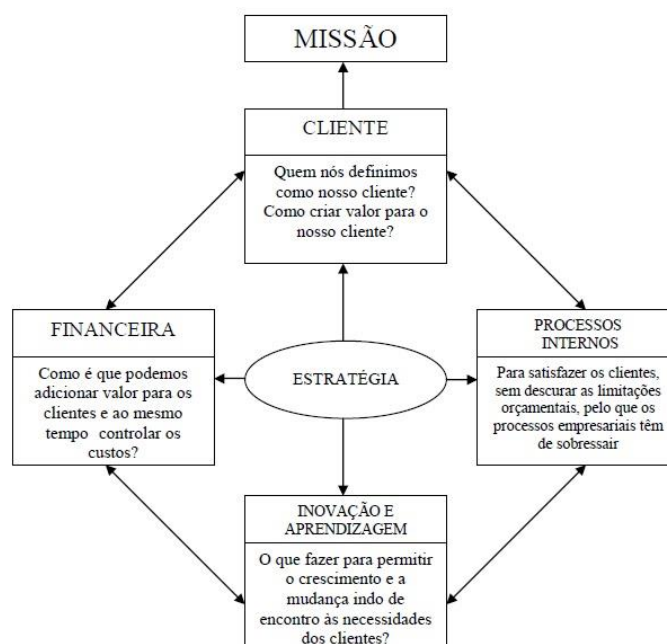 MISSÃO
CLIENTE
Quem nós definimos
como nosso cliente?
Como criar valor para o
nosso cliente?
FINANCEIRA
Como é que podemos
adicionar valor para os
clientes e ao mesmo
tempo controlar os
custos?
ESTRATÉGIA
PROCESSOS
INTERNOS
Para satisfazer os clientes,
sem descurar as limitações
orçamentais, pelo que os
processos empresariais têm
de sobressair
INOVAÇÃO E
APRENDIZAGEM
O que fazer para permitir
o crescimento e a
mudança indo de
encontro às necessidades
dos clientes?